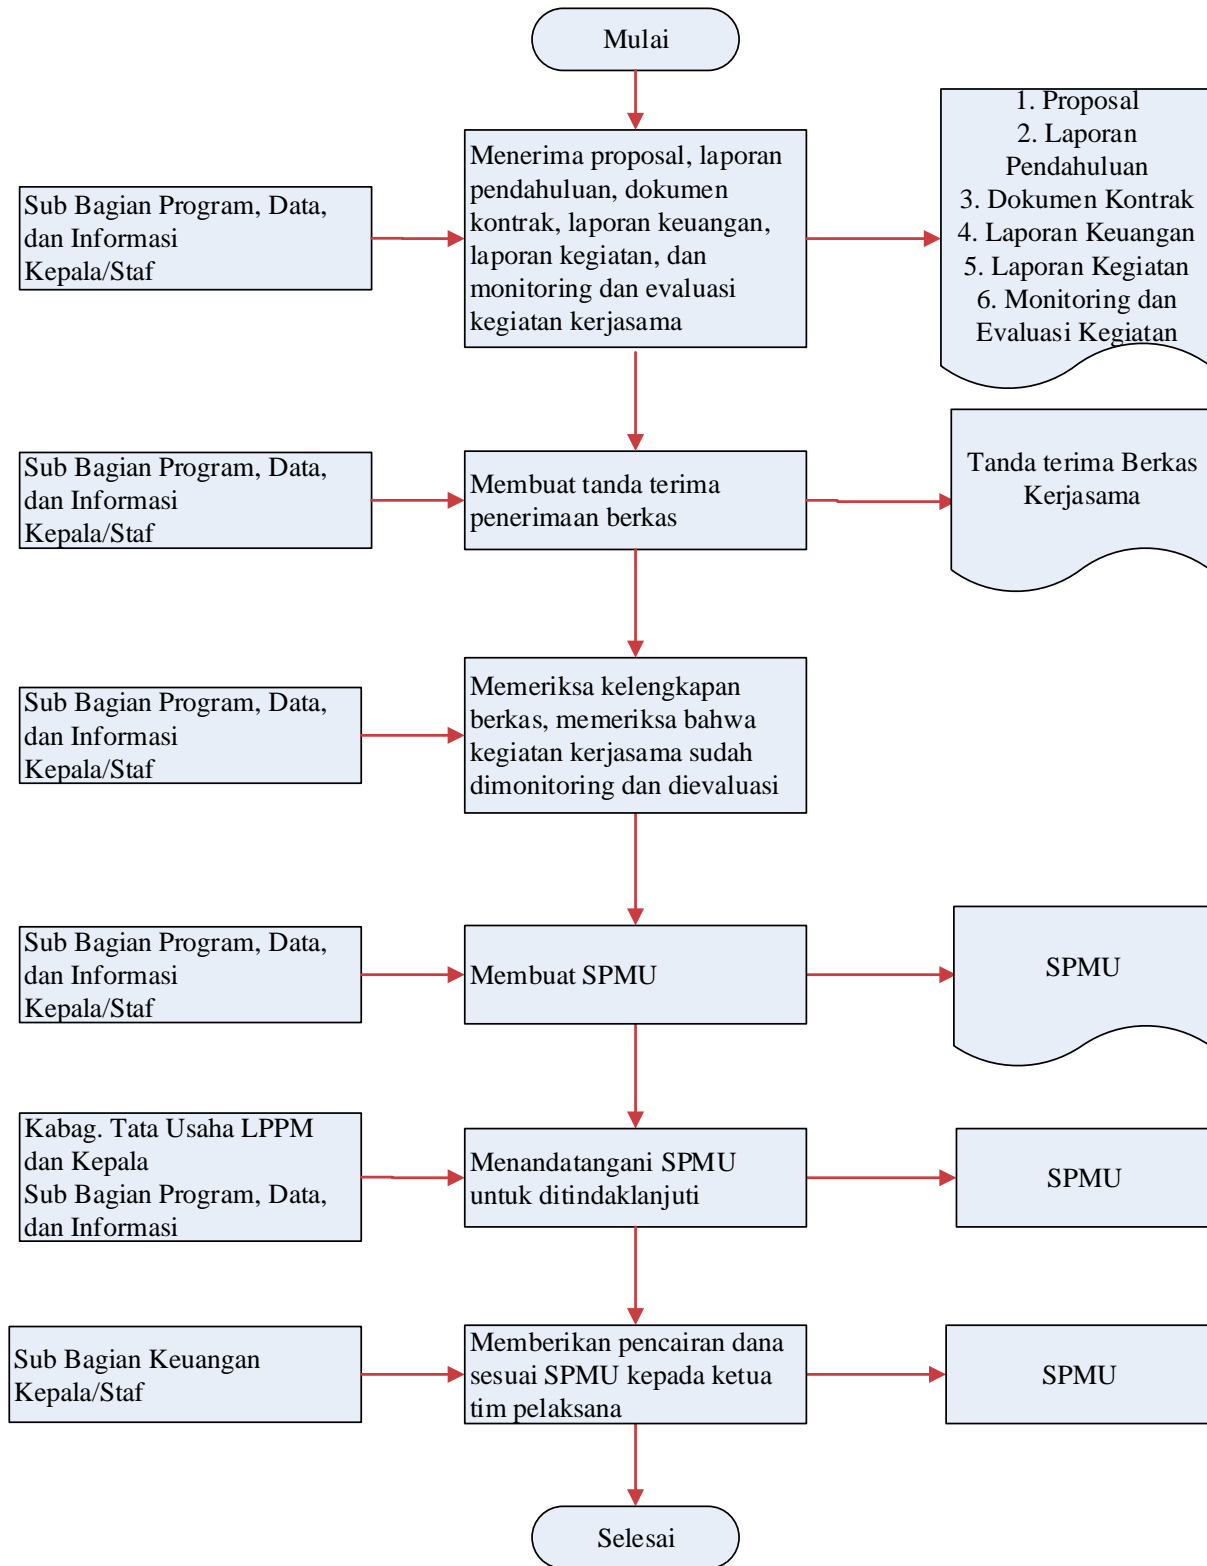 Mulai
Sub Bagian Program, Data,
dan Informasi
Kepala/Staf
Menerima proposal, laporan
pendahuluan, dokumen
kontrak, laporan keuangan,
laporan kegiatan, dan
monitoring dan evaluasi
kegiatan kerjasama
1. Proposal
2. Laporan
Pendahuluan
3. Dokumen Kontrak
4. Laporan Keuangan
5. Laporan Kegiatan
6. Monitoring dan
Evaluasi Kegiatan
Sub Bagian Program, Data,
dan Informasi
Kepala/Staf
Membuat tanda terima
penerimaan berkas
Tanda terima Berkas
Kerjasama
Sub Bagian Program, Data,
dan Informasi
Kepala/Staf
Memeriksa kelengkapan
berkas, memeriksa bahwa
kegiatan kerjasama sudah
dimonitoring dan dievaluasi
Sub Bagian Program, Data,
dan Informasi
Kepala/Staf
Membuat SPMU
SPMU
Kabag. Tata Usaha LPPM
dan Kepala
Sub Bagian Program, Data,
dan Informasi
Menandatangani SPMU
untuk ditindaklanjuti
SPMU
Sub Bagian Keuangan
Kepala/Staf
Memberikan pencairan dana
sesuai SPMU kepada ketua
tim pelaksana
SPMU
Selesai